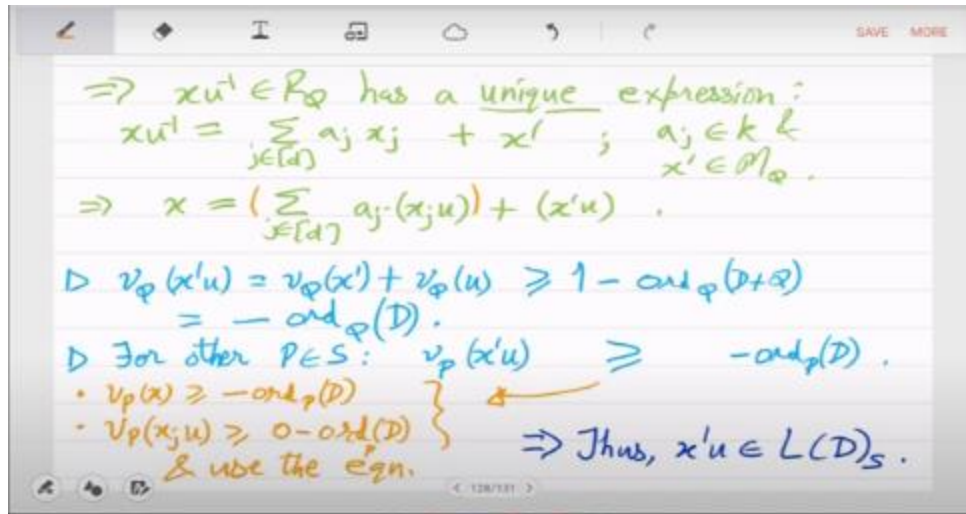 SAVE MORE
⇒ xu⁻¹ ∈ R_Q has a unique expression:
xu⁻¹ = Σ_{j∈[d]} a_j x_j + x' ; a_j ∈ k &
x' ∈ M_Q .
⇒ x = (Σ_{j∈[d]} a_j·(x_j u)) + (x'u) .
▷ v_Q(x'u) = v_Q(x') + v_Q(u) ≥ 1 - ord_Q(D+Q)
= - ord_Q(D).
▷ For other P∈S: v_P(x'u) ≥ -ord_P(D) .
• v_P(x) ≥ -ord_P(D)
• v_P(x_j u) ≥ 0-ord_P(D)
& use the eqn.
⇒ Thus, x'u ∈ L(D)_S .
< 128/131 >